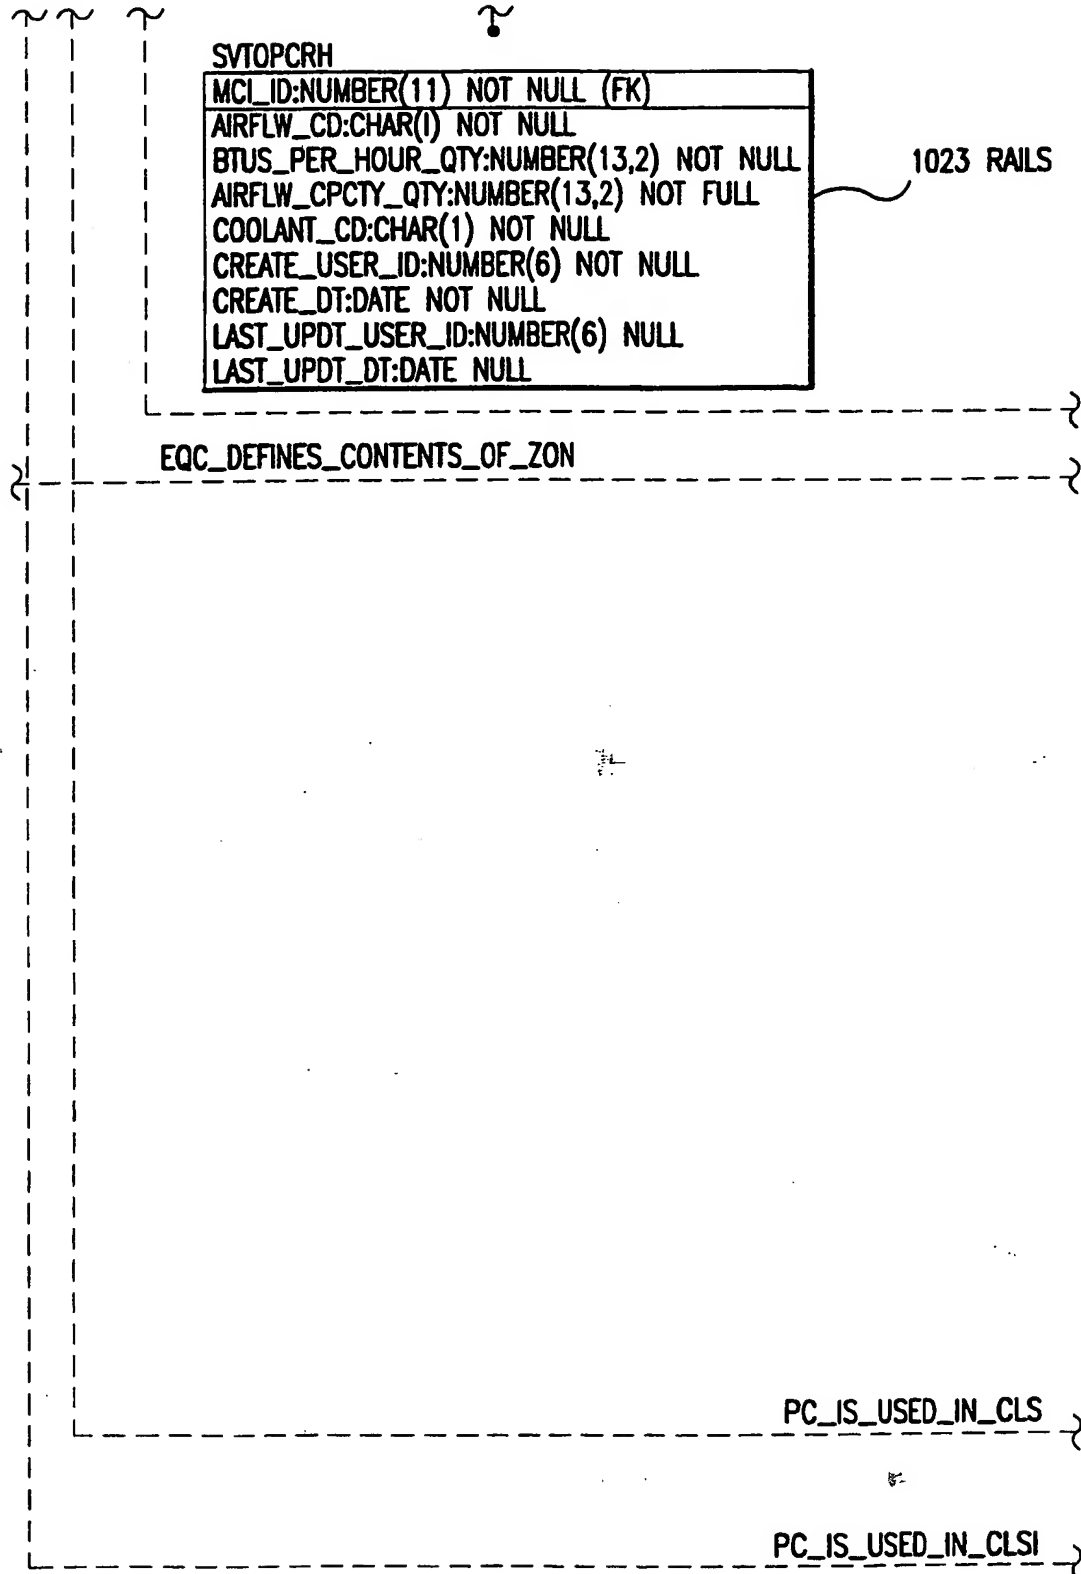 SVTOPCRH
MCI_ID:NUMBER(11) NOT NULL (FK)
AIRFLW_CD:CHAR(I) NOT NULL
BTUS_PER_HOUR_QTY:NUMBER(13,2) NOT NULL
AIRFLW_CPCTY_QTY:NUMBER(13,2) NOT FULL
COOLANT_CD:CHAR(1) NOT NULL
CREATE_USER_ID:NUMBER(6) NOT NULL
CREATE_DT:DATE NOT NULL
LAST_UPDT_USER_ID:NUMBER(6) NULL
LAST_UPDT_DT:DATE NULL
1023 RAILS
EQC_DEFINES_CONTENTS_OF_ZON
PC_IS_USED_IN_CLS
PC_IS_USED_IN_CLSI